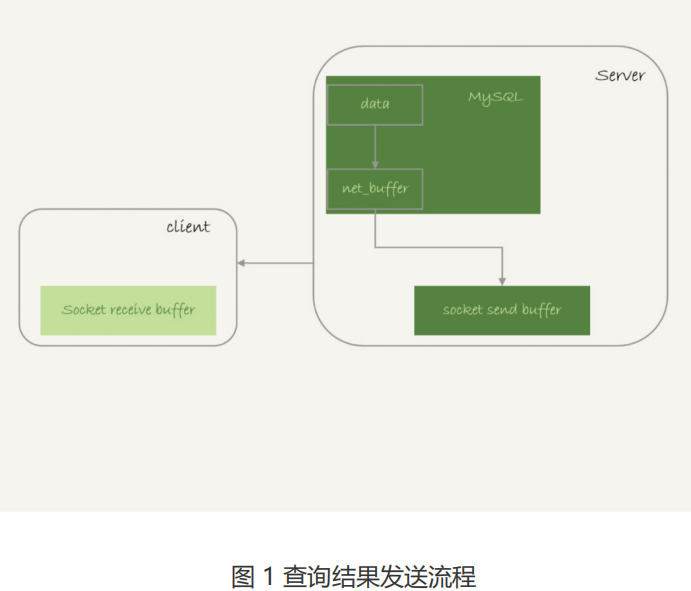 Server
MySQL
data
net_buffer
client
Socket receive buffer
socket send buffer
图 1 查询结果发送流程